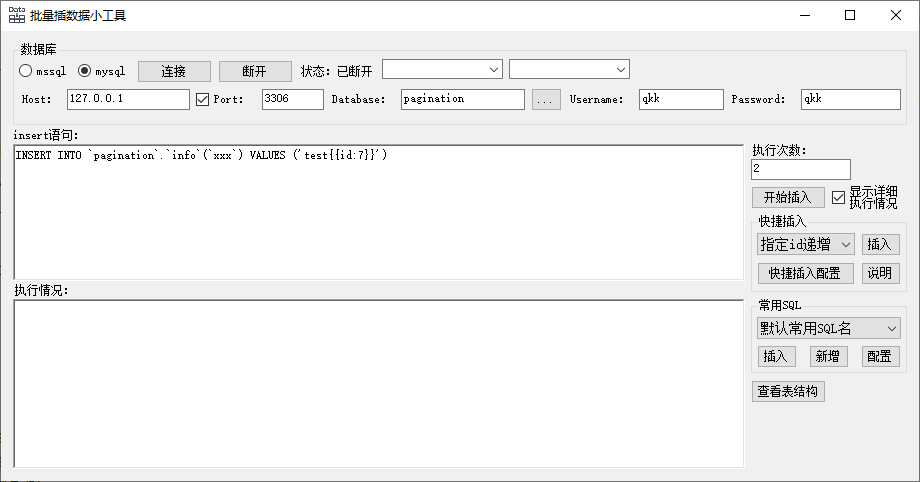 Data 批量插数据小工具
数据库
mssql mysql 连接 断开 状态：已断开
Host: 127.0.0.1 Port: 3306 Database: pagination ... Username: qkk Password: qkk
insert语句:
INSERT INTO `pagination`.`info`(`xxx`) VALUES ('test{{id:7}}')
执行次数:
2
开始插入 显示详细
执行情况
快捷插入
指定id递增 插入
快捷插入配置 说明
执行情况:
常用SQL
默认常用SQL名
插入 新增 配置
查看表结构